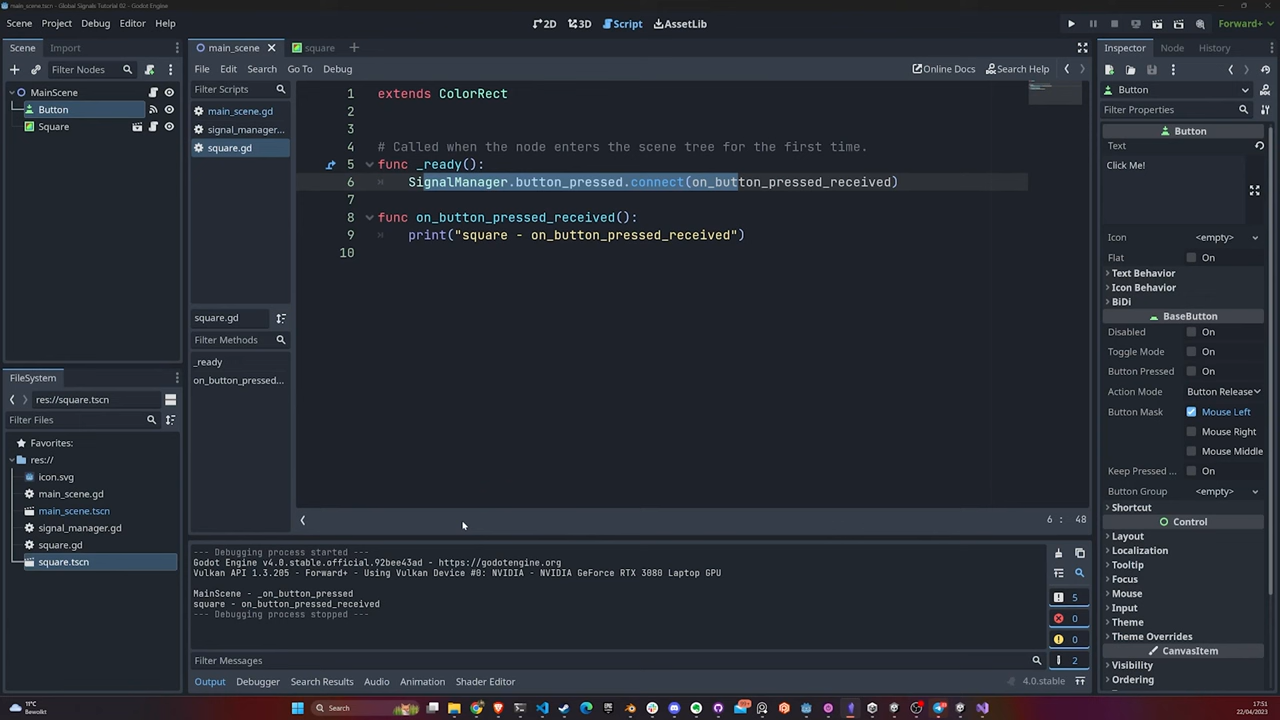 main_scene.tscn - Global Signals Tutorial 02 - Godot Engine
Scene Project Debug Editor Help
2D 3D Script AssetLib
Forward+
Scene Import
main_scene square
Inspector Node History
Filter Nodes
File Edit Search Go To Debug
Online Docs Search Help
MainScene
Button
Square
Filter Scripts
main_scene.gd
signal_manager...
square.gd
1 extends ColorRect
2
3
4 # Called when the node enters the scene tree for the first time.
5 func _ready():
6 SignalManager.button_pressed.connect(on_button_pressed_received)
7
8 func on_button_pressed_received():
9 print("square - on_button_pressed_received")
10
square.gd
Filter Methods
_ready
on_button_pressed...
6 : 48
FileSystem
res://square.tscn
Filter Files
Favorites:
res://
icon.svg
main_scene.gd
main_scene.tscn
signal_manager.gd
square.gd
square.tscn
--- Debugging process started ---
Godot Engine v4.0.stable.official.92bee43ad - https://godotengine.org
Vulkan API 1.3.205 - Forward+ - Using Vulkan Device #0: NVIDIA - NVIDIA GeForce RTX 3080 Laptop GPU
MainScene - _on_button_pressed
square - on_button_pressed_received
--- Debugging process stopped ---
5
0
0
2
Filter Messages
Output Debugger Search Results Audio Animation Shader Editor
4.0.stable
Button
Filter Properties
Button
Text
Click Me!
Icon <empty>
Flat On
Text Behavior
Icon Behavior
BiDi
BaseButton
Disabled On
Toggle Mode On
Button Pressed On
Action Mode Button Release
Button Mask Mouse Left
Mouse Right
Mouse Middle
Keep Pressed ... On
Button Group <empty>
Shortcut
Control
Layout
Localization
Tooltip
Focus
Mouse
Input
Theme
Theme Overrides
CanvasItem
Visibility
Ordering
11°C
Bewolkt
Search
17:51
22/04/2023